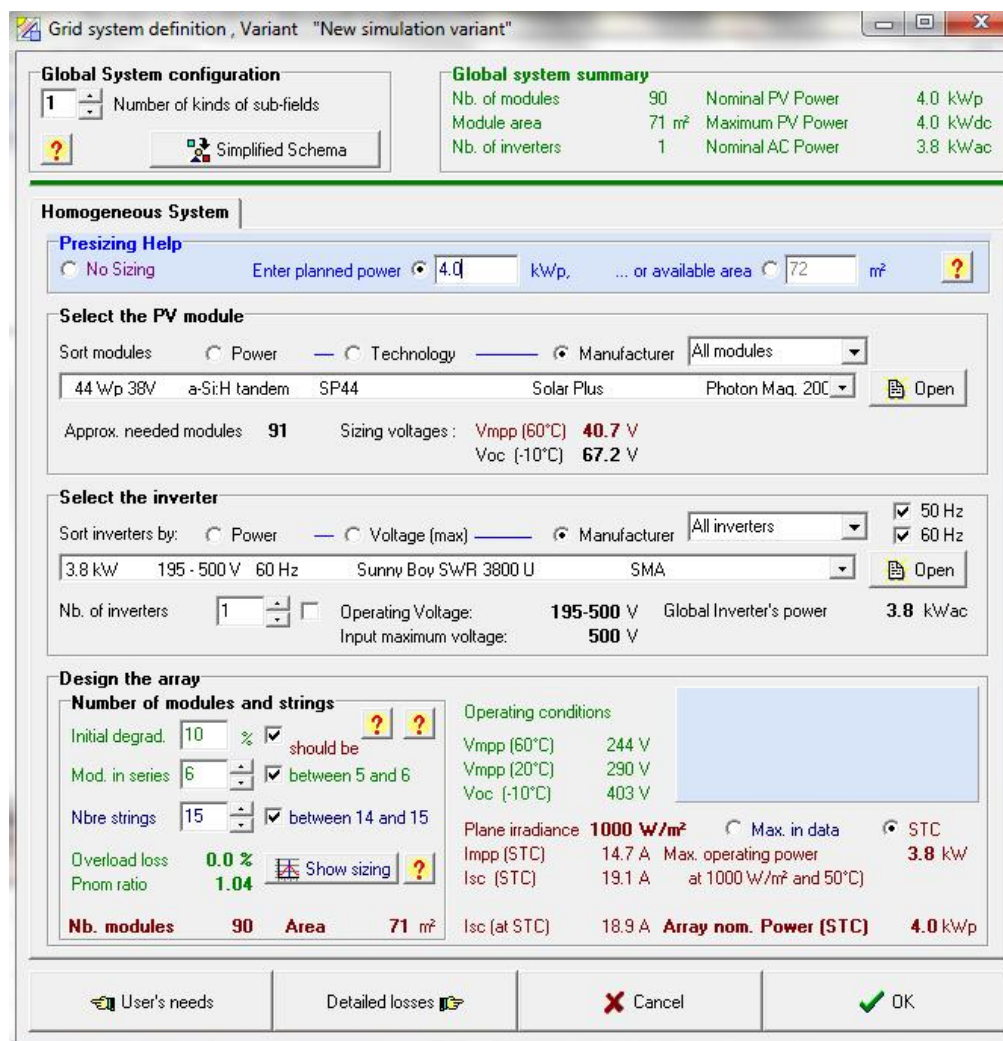 Grid system definition , Variant "New simulation variant"
Global System configuration
1 Number of kinds of sub-fields
? Simplified Schema
Global system summary
Nb. of modules 90 Nominal PV Power 4.0 kWp
Module area 71 m² Maximum PV Power 4.0 kWdc
Nb. of inverters 1 Nominal AC Power 3.8 kWac
Homogeneous System
Presizing Help
No Sizing Enter planned power 4.0 kWp, ... or available area 72 m² ?
Select the PV module
Sort modules Power Technology Manufacturer All modules
44 Wp 38V a-Si:H tandem SP44 Solar Plus Photon Mag. 200 Open
Approx. needed modules 91 Sizing voltages : Vmpp (60°C) 40.7 V
Voc (-10°C) 67.2 V
Select the inverter
Sort inverters by: Power Voltage (max) Manufacturer All inverters 50 Hz
60 Hz
3.8 kW 195 - 500 V 60 Hz Sunny Boy SWR 3800 U SMA Open
Nb. of inverters 1 Operating Voltage: 195-500 V Global Inverter's power 3.8 kWac
Input maximum voltage: 500 V
Design the array
Number of modules and strings
? ?
Initial degrad. 10 % should be
Mod. in series 6 between 5 and 6
Nbre strings 15 between 14 and 15
Overload loss 0.0 %
Pnom ratio 1.04 Show sizing ?
Nb. modules 90 Area 71 m²
Operating conditions
Vmpp (60°C) 244 V
Vmpp (20°C) 290 V
Voc (-10°C) 403 V
Plane irradiance 1000 W/m² Max. in data STC
Impp (STC) 14.7 A Max. operating power 3.8 kW
Isc (STC) 19.1 A at 1000 W/m² and 50°C)
Isc (at STC) 18.9 A Array nom. Power (STC) 4.0 kWp
User's needs Detailed losses Cancel OK